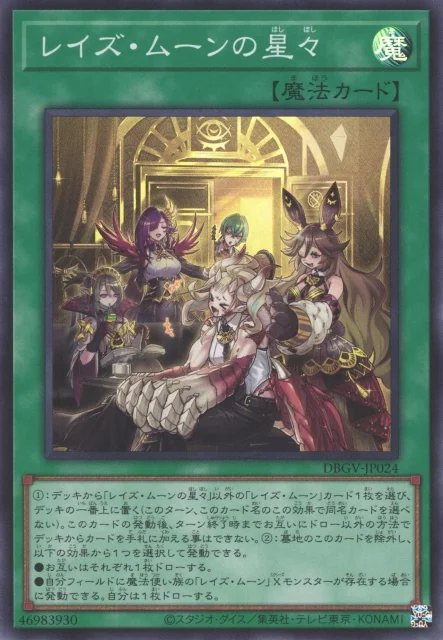 レイズ・ムーンの星々
魔
【魔法カード】
DBGV-JP024
①：デッキから「レイズ・ムーンの星々」以外の「レイズ・ムーン」カード1枚を選び、
デッキの一番上に置く(このターン、このカード名のこの効果で同名カードを選べ
ない)。このカードの発動後、ターン終了時までお互いにドロー以外の方法で
デッキからカードを手札に加える事はできない。②：墓地のこのカードを除外し、
以下の効果から1つを選択して発動できる。
●お互いはそれぞれ1枚ドローする。
●自分フィールドに魔法使い族の「レイズ・ムーン」Xモンスターが存在する場合
に発動できる。自分は1枚ドローする。
46983930
©スタジオ・ダイス／集英社・テレビ東京・KONAMI